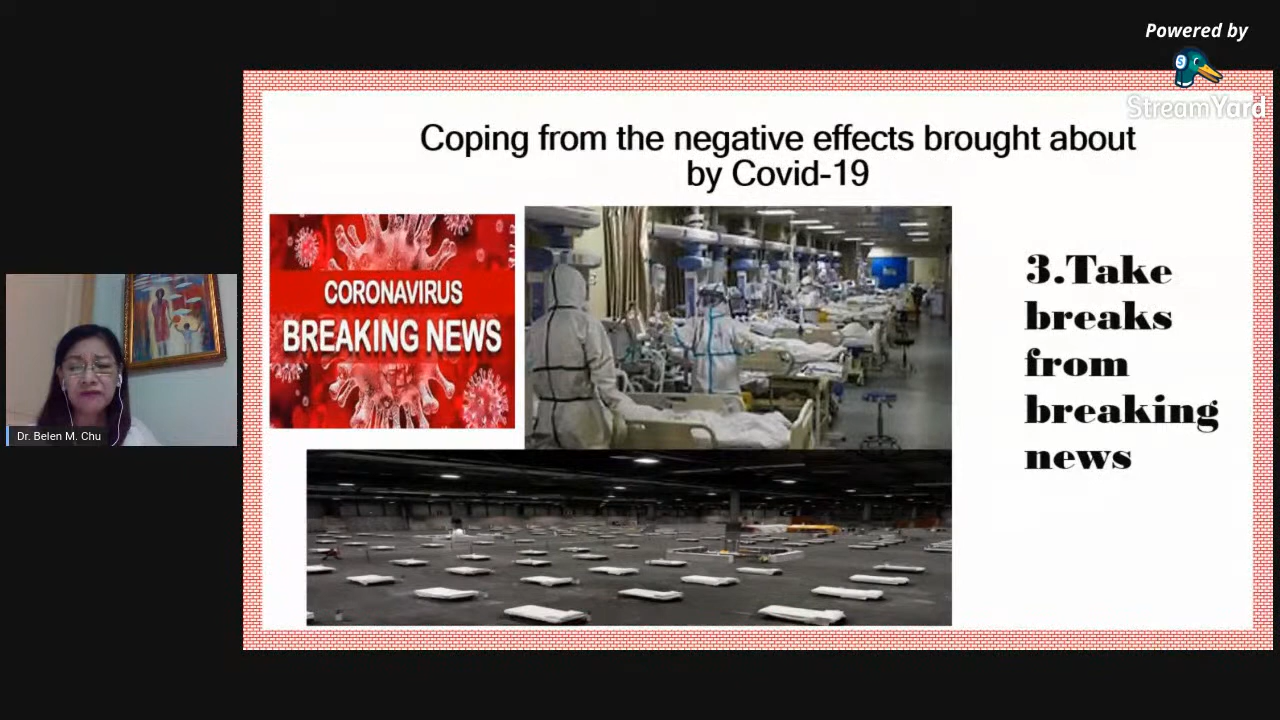 Powered by
StreamYard
Coping from the negative effects brought about
by Covid-19
CORONAVIRUS
BREAKING NEWS
3.Take
breaks
from
breaking
news
Dr. Belen M. Chu